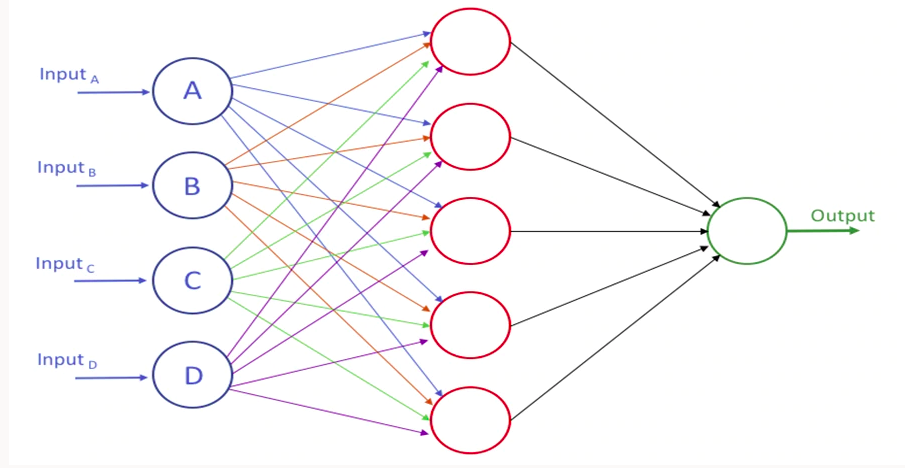 Input A
A
Input B
B
Input C
C
Input D
D
Output